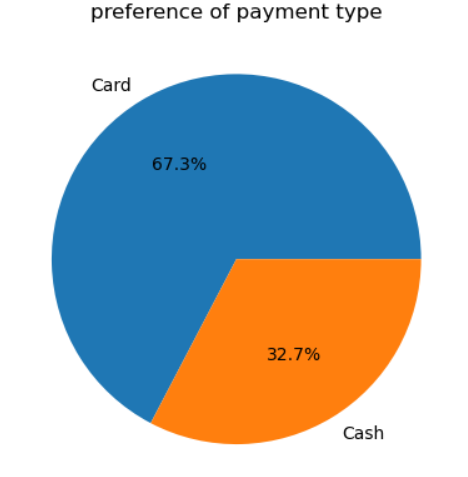 preference of payment type
Card
67.3%
32.7%
Cash